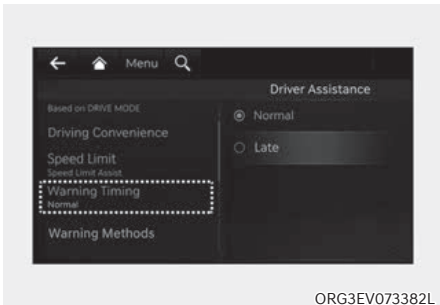 Menu
Driver Assistance
Based on DRIVE MODE
Driving Convenience
Speed Limit
Speed Limit Assist
Warning Timing
Normal
Warning Methods
Normal
Late
ORG3EV073382L